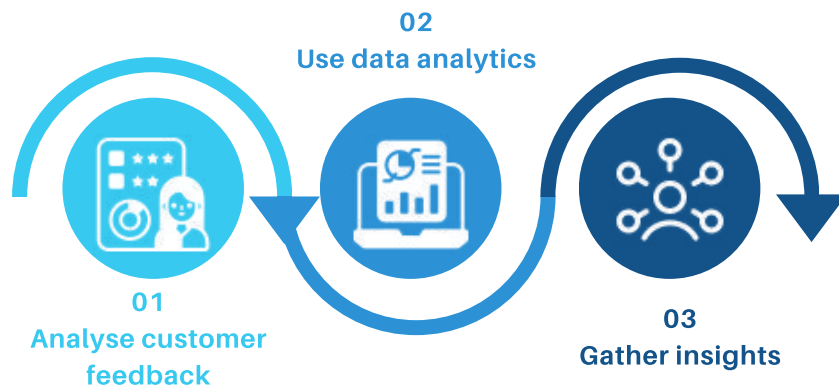 01
Analyse customer
feedback
02
Use data analytics
03
Gather insights